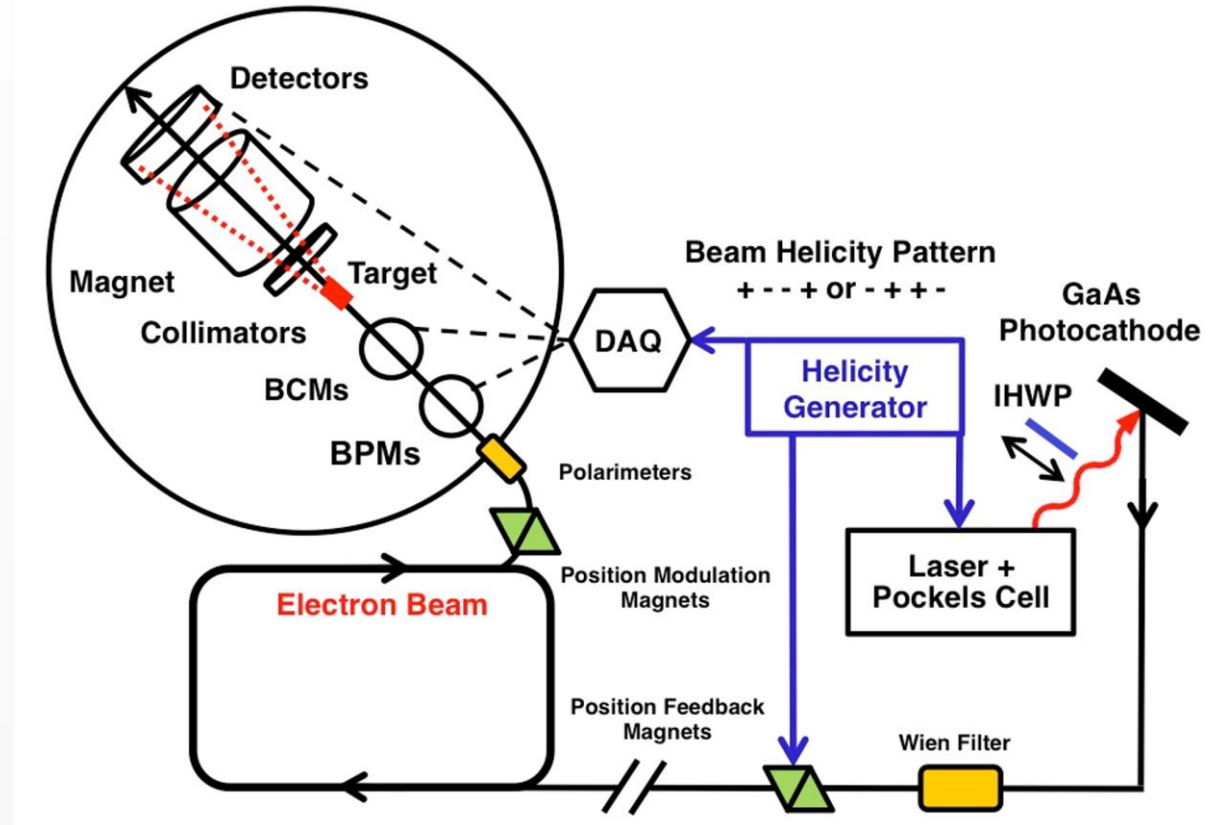 Detectors
Magnet
Target
Collimators
BCMs
BPMs
DAQ
Beam Helicity Pattern
+ - - + or - + + -
Helicity
Generator
GaAs
Photocathode
IHWP
Polarimeters
Laser +
Pockels Cell
Position Modulation
Magnets
Electron Beam
Position Feedback
Magnets
Wien Filter